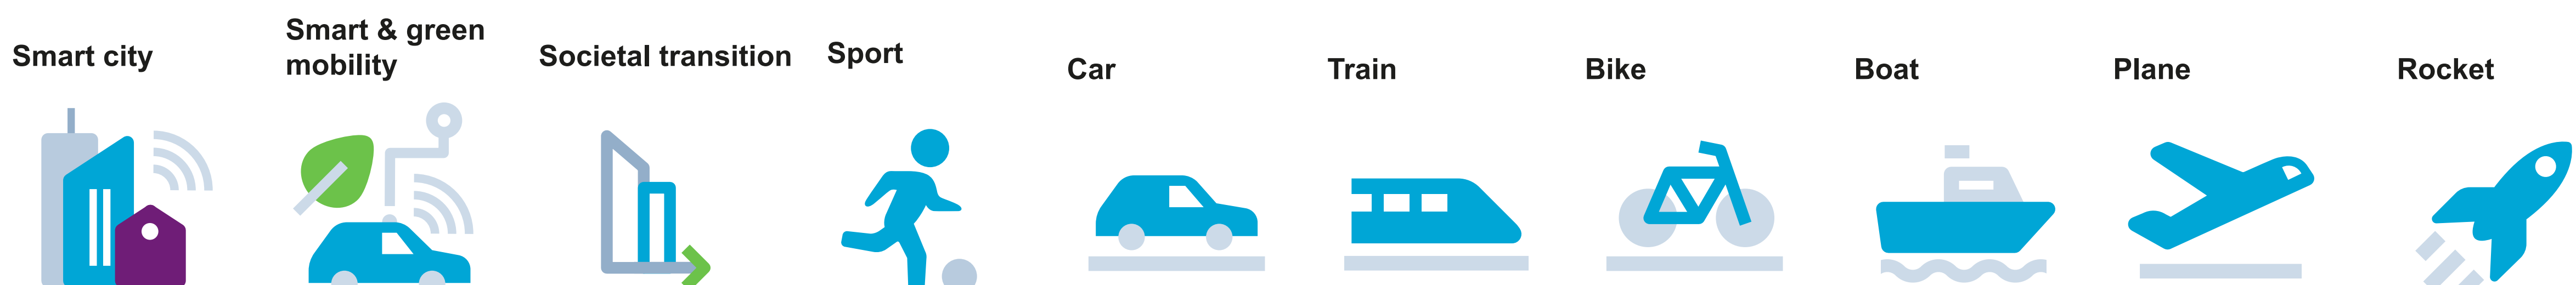 Smart city
Smart & green
mobility
Societal transition
Sport
Car
Train
Bike
Boat
Plane
Rocket